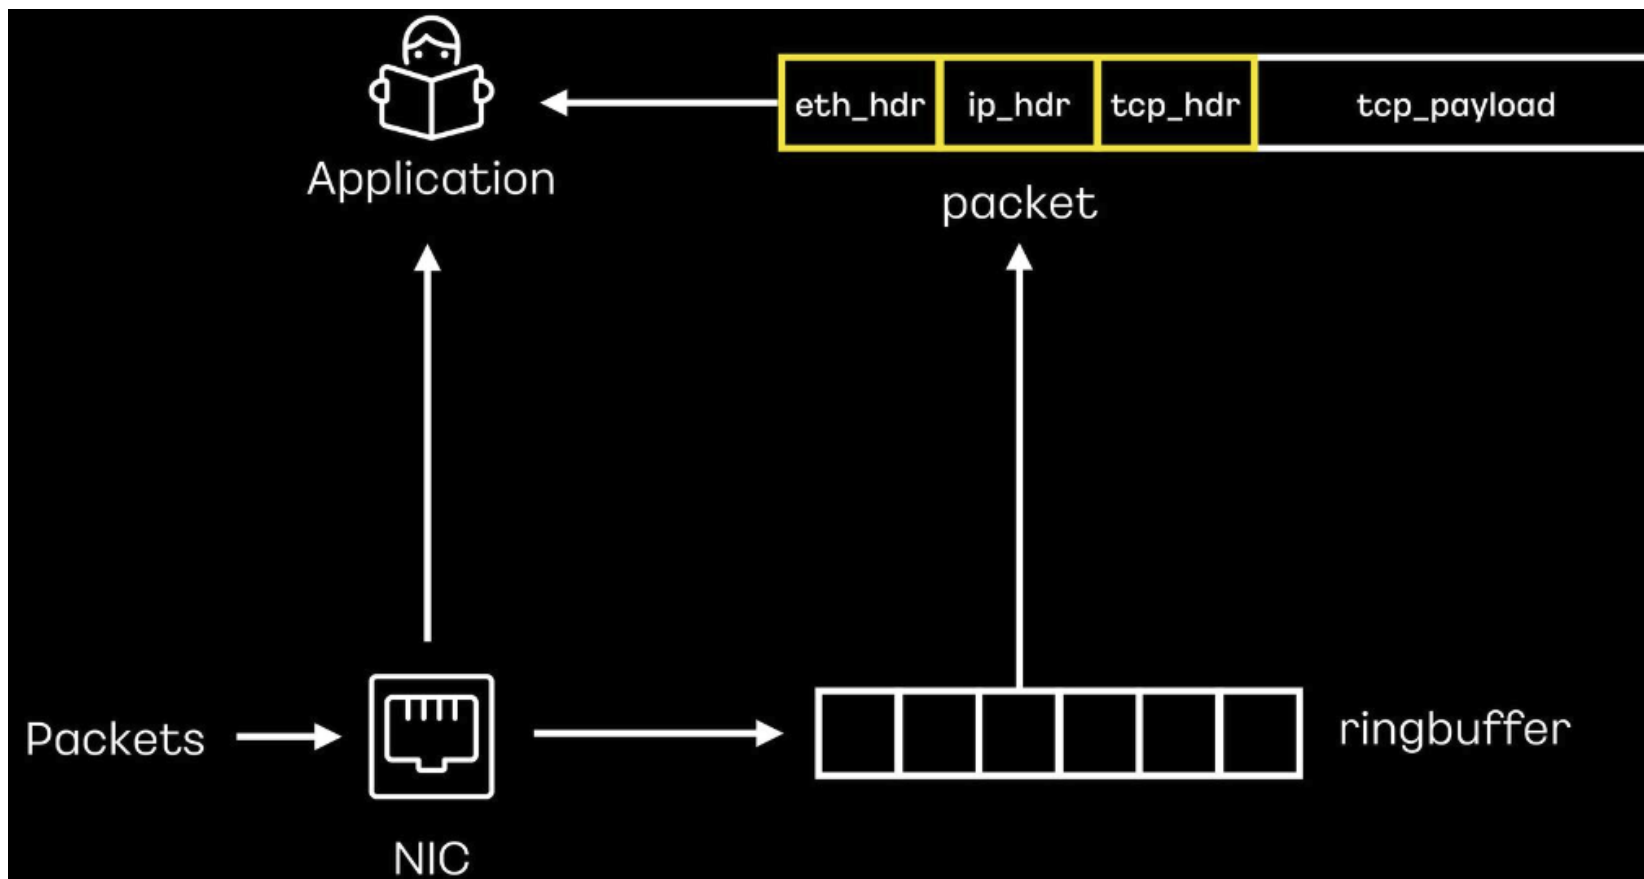 eth_hdr ip_hdr tcp_hdr tcp_payload
Application
packet
Packets
ringbuffer
NIC